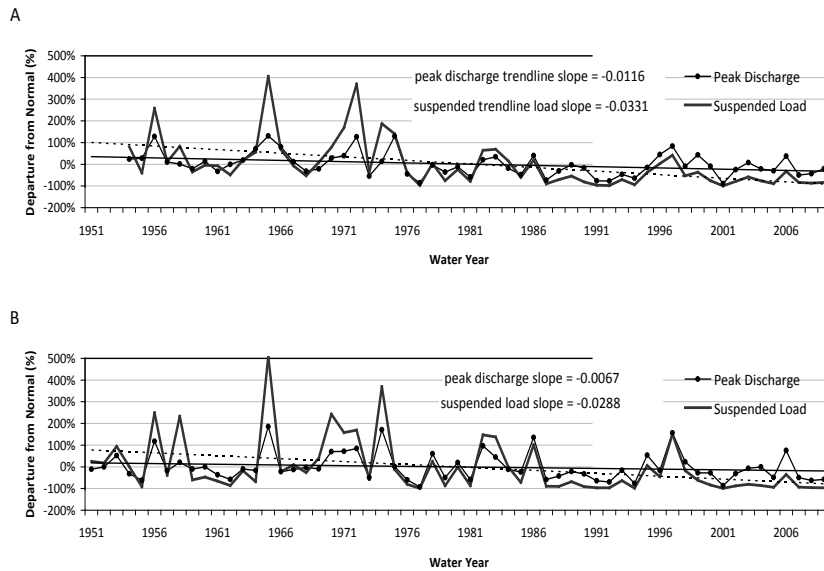 A
500%
400%
300%
200%
100%
0%
-100%
-200%
Departure from Normal (%)
peak discharge trendline slope = -0.0116
suspended trendline load slope = -0.0331
Peak Discharge
Suspended Load
1951 1956 1961 1966 1971 1976 1981 1986 1991 1996 2001 2006
Water Year
B
500%
400%
300%
200%
100%
0%
-100%
-200%
Departure from Normal (%)
peak discharge slope = -0.0067
suspended load slope = -0.0288
Peak Discharge
Suspended Load
1951 1956 1961 1966 1971 1976 1981 1986 1991 1996 2001 2006
Water Year